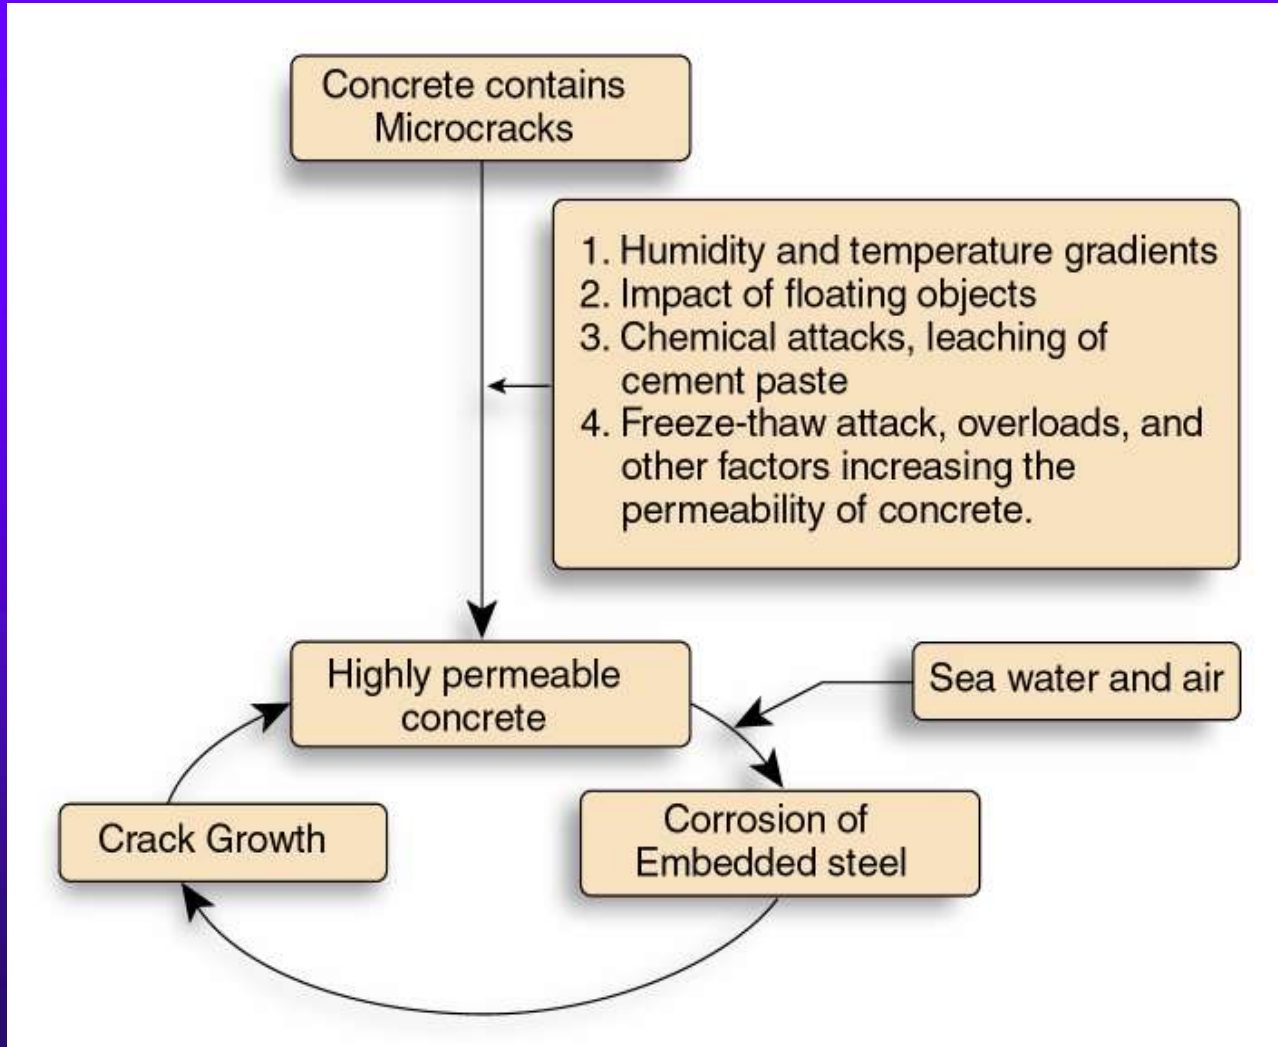 Concrete contains
Microcracks
1. Humidity and temperature gradients
2. Impact of floating objects
3. Chemical attacks, leaching of
cement paste
4. Freeze-thaw attack, overloads, and
other factors increasing the
permeability of concrete.
Highly permeable
concrete
Sea water and air
Crack Growth
Corrosion of
Embedded steel